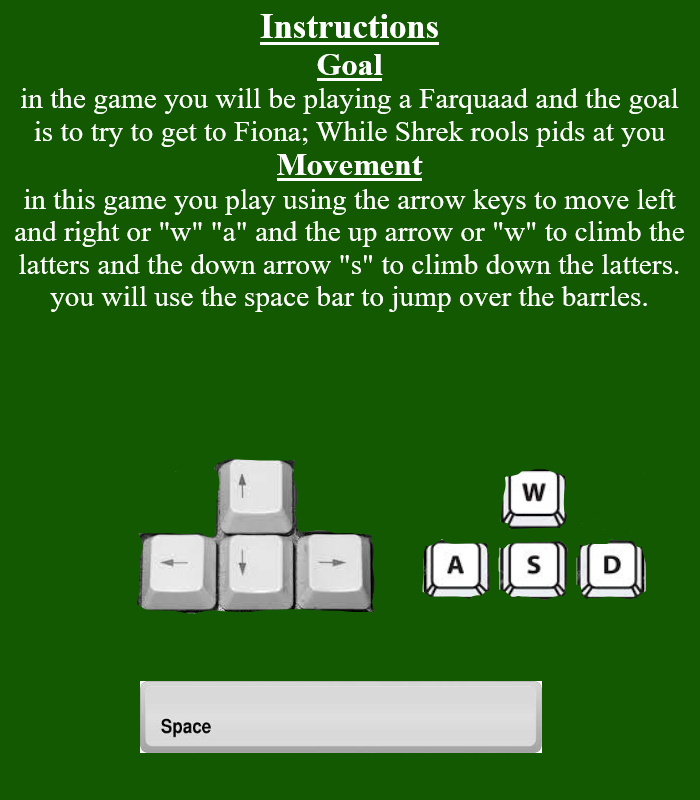 Instructions
Goal
in the game you will be playing a Farquaad and the goal
is to try to get to Fiona; While Shrek rools pids at you
Movement
in this game you play using the arrow keys to move left
and right or "w" "a" and the up arrow or "w" to climb the
latters and the down arrow "s" to climb down the latters.
you will use the space bar to jump over the barrles.
↑
← ↓ →
W
A S D
Space